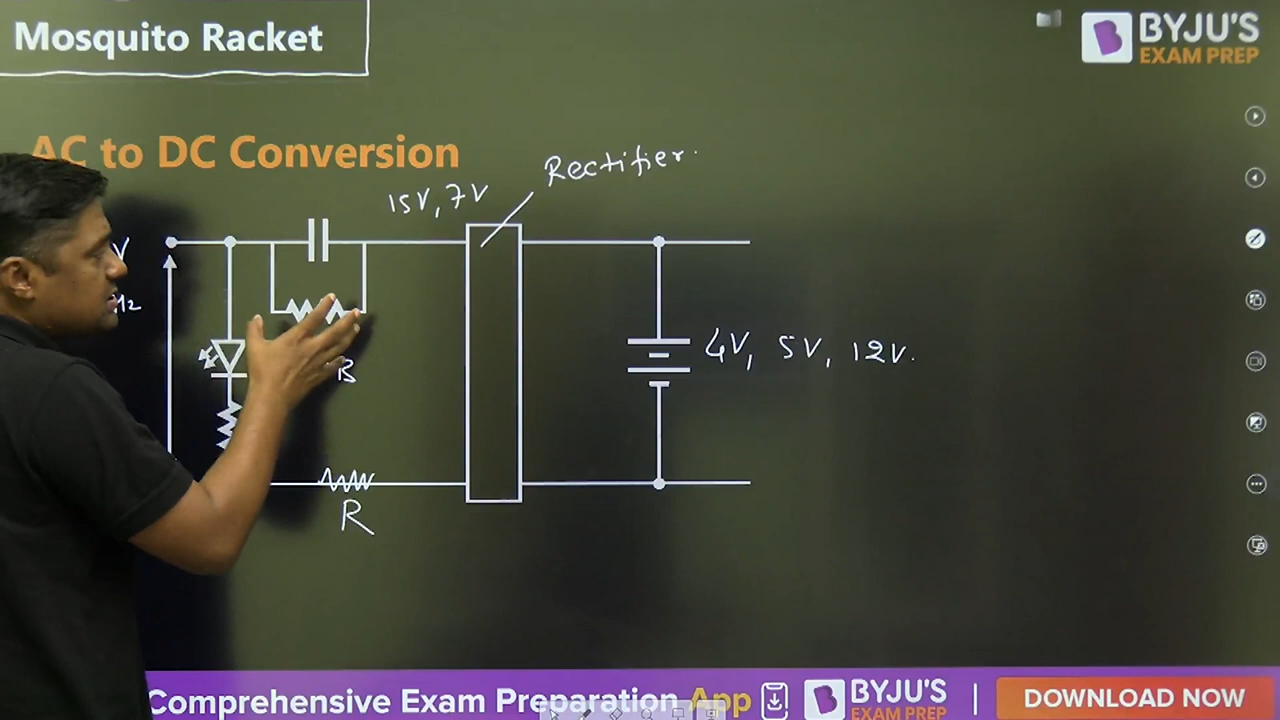 Mosquito Racket
BYJU'S
EXAM PREP
AC to DC Conversion
Rectifier.
15V, 7V
V
Hz
4V, 5V, 12V.
B
R
Comprehensive Exam Preparation App
BYJU'S
EXAM PREP
DOWNLOAD NOW